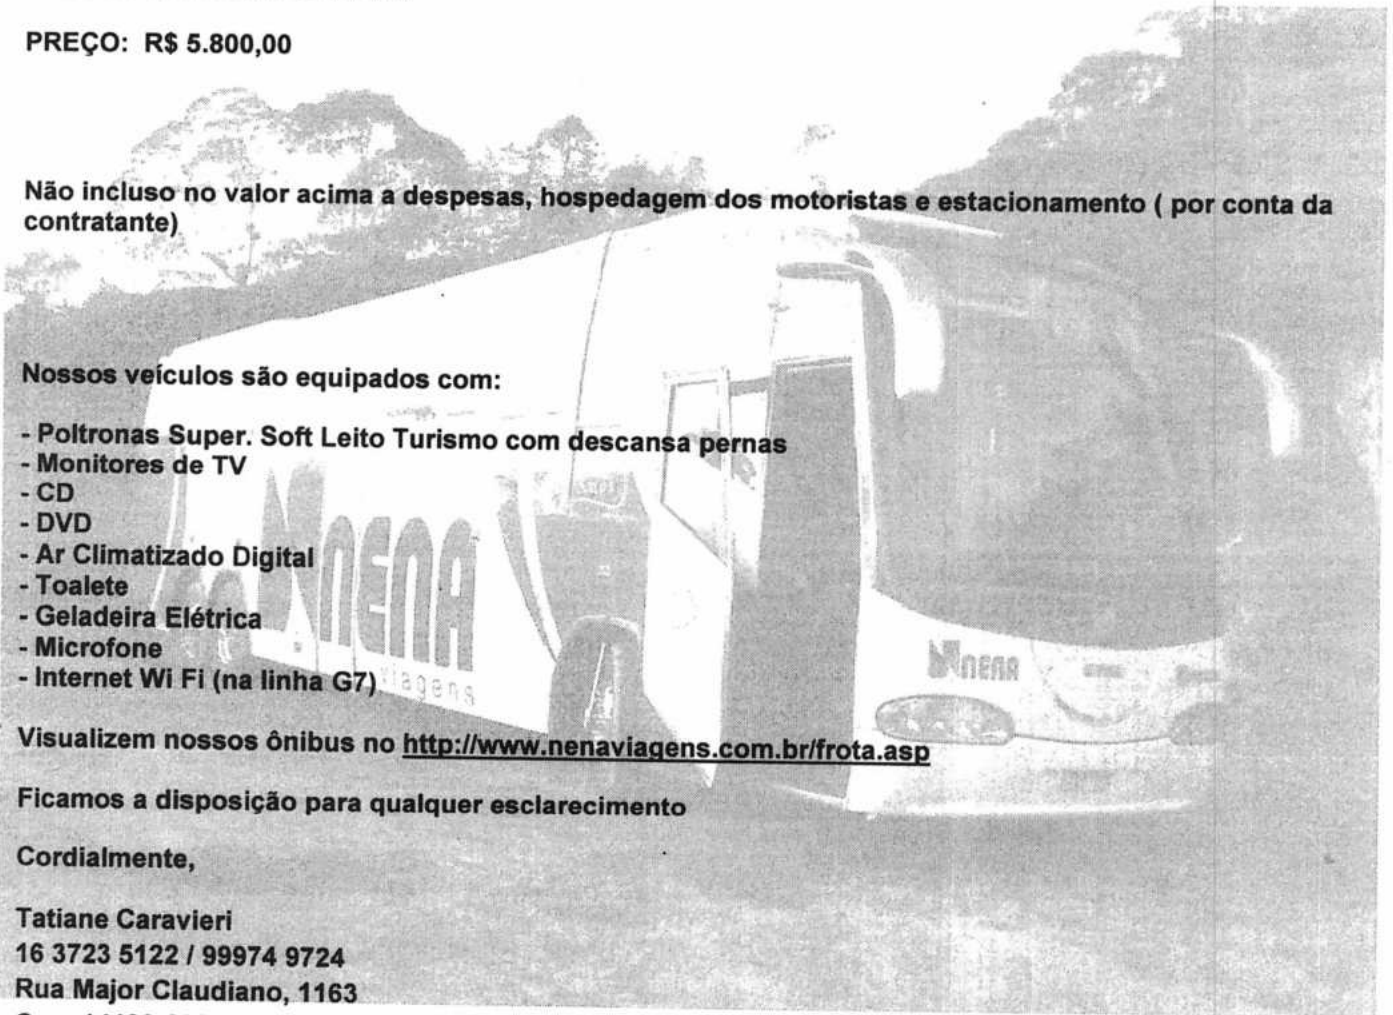 PREÇO: R$ 5.800,00
Não incluso no valor acima a despesas, hospedagem dos motoristas e estacionamento ( por conta da
contratante)
Nossos veículos são equipados com:
- Poltronas Super. Soft Leito Turismo com descansa pernas
- Monitores de TV
- CD
- DVD
- Ar Climatizado Digital
- Toalete
- Geladeira Elétrica
- Microfone
- Internet Wi Fi (na linha G7)
nena
viagens
nena
Visualizem nossos ônibus no http://www.nenaviagens.com.br/frota.asp
Ficamos a disposição para qualquer esclarecimento
Cordialmente,
Tatiane Caravieri
16 3723 5122 / 99974 9724
Rua Major Claudiano, 1163